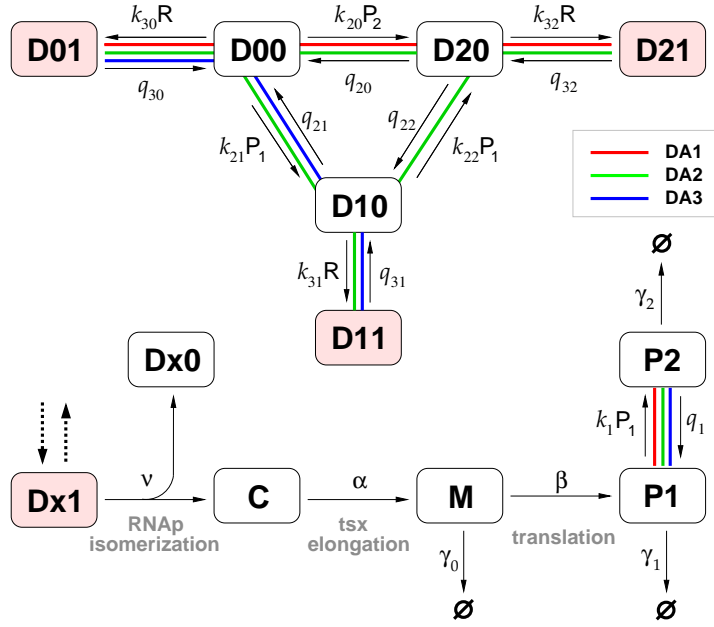 k₃₀R
k₂₀P₂
k₃₂R
D01
D00
D20
D21
q₃₀
q₂₀
q₃₂
q₂₁
q₂₂
k₂₁P₁
k₂₂P₁
DA1
DA2
DA3
D10
k₃₁R
q₃₁
D11
∅
γ₂
Dx0
P2
k₁P₁
q₁
Dx1
ν
C
α
M
β
P1
RNAp
isomerization
tsx
elongation
translation
γ₀
γ₁
∅
∅